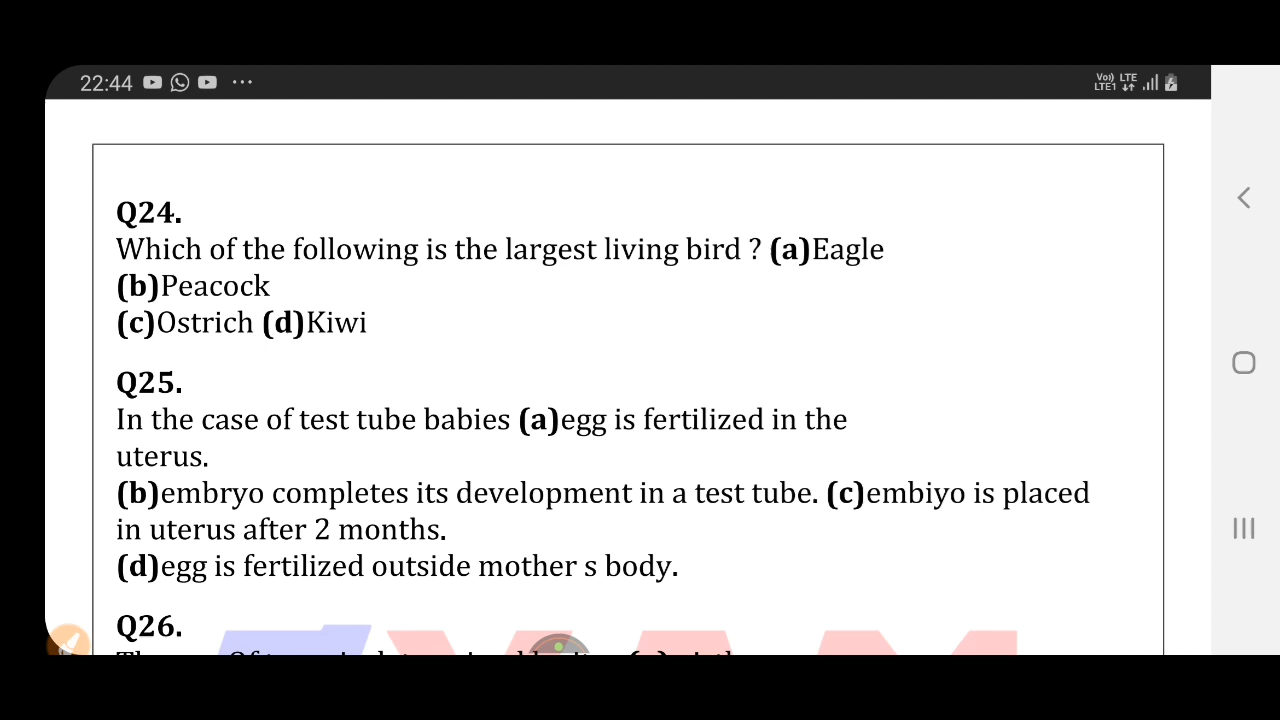 22:44
Vo) LTE
LTE1
Q24.
Which of the following is the largest living bird ? (a)Eagle
(b)Peacock
(c)Ostrich (d)Kiwi
Q25.
In the case of test tube babies (a)egg is fertilized in the
uterus.
(b)embryo completes its development in a test tube. (c)embiyo is placed
in uterus after 2 months.
(d)egg is fertilized outside mother s body.
Q26.